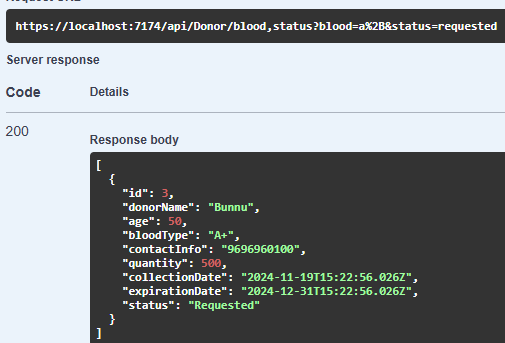 Request URL
https://localhost:7174/api/Donor/blood,status?blood=a%2B&status=requested
Server response
Code Details
200
Response body
[
  {
    "id": 3,
    "donorName": "Bunnu",
    "age": 50,
    "bloodType": "A+",
    "contactInfo": "9696960100",
    "quantity": 500,
    "collectionDate": "2024-11-19T15:22:56.026Z",
    "expirationDate": "2024-12-31T15:22:56.026Z",
    "status": "Requested"
  }
]